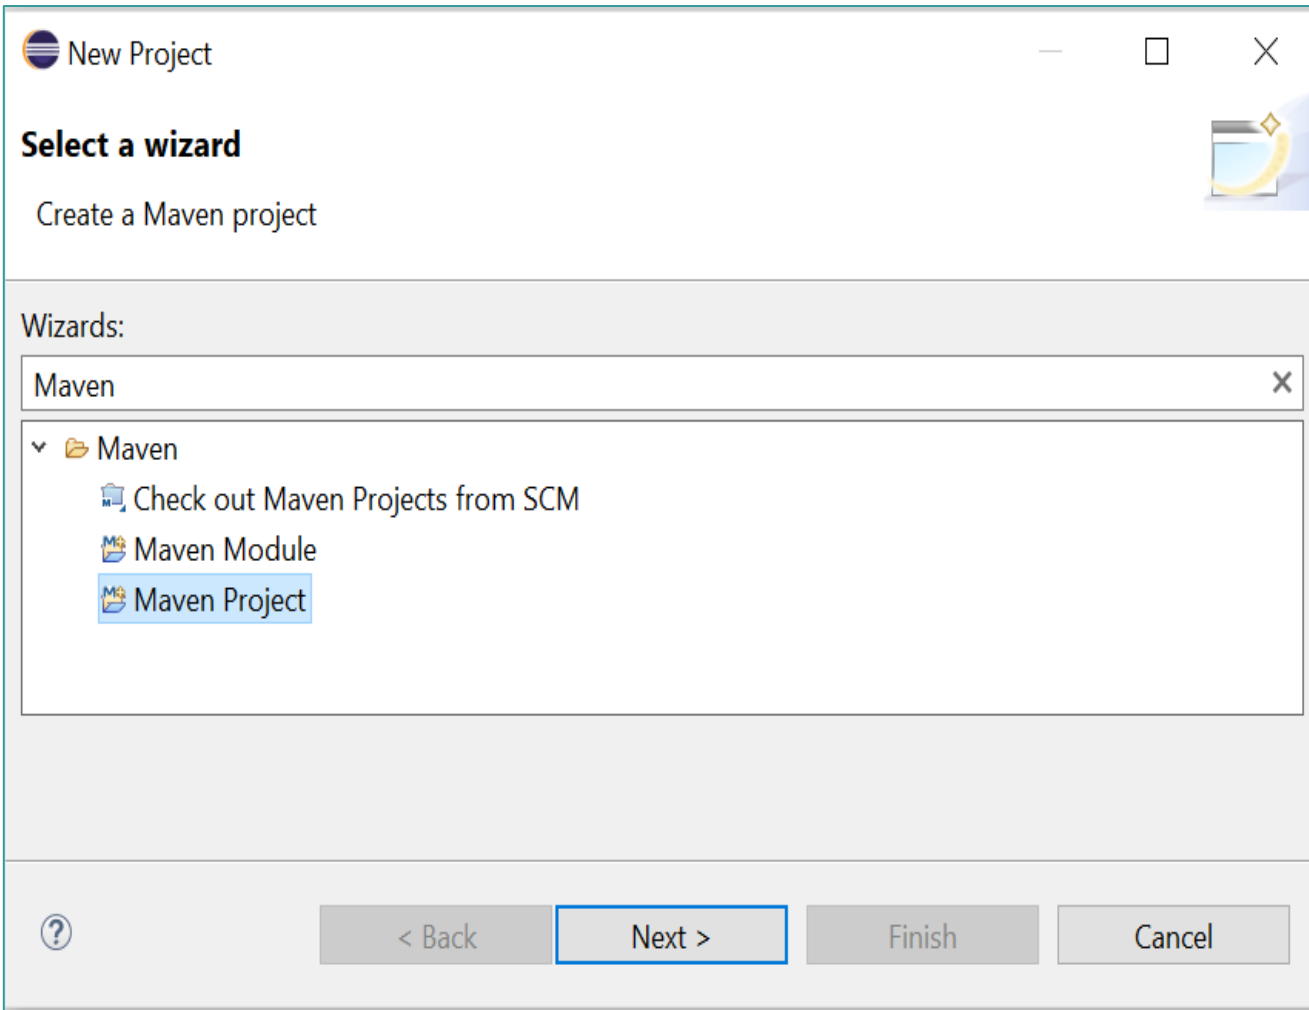 New Project
Select a wizard
Create a Maven project
Wizards:
Maven
Maven
Check out Maven Projects from SCM
Maven Module
Maven Project
< Back
Next >
Finish
Cancel